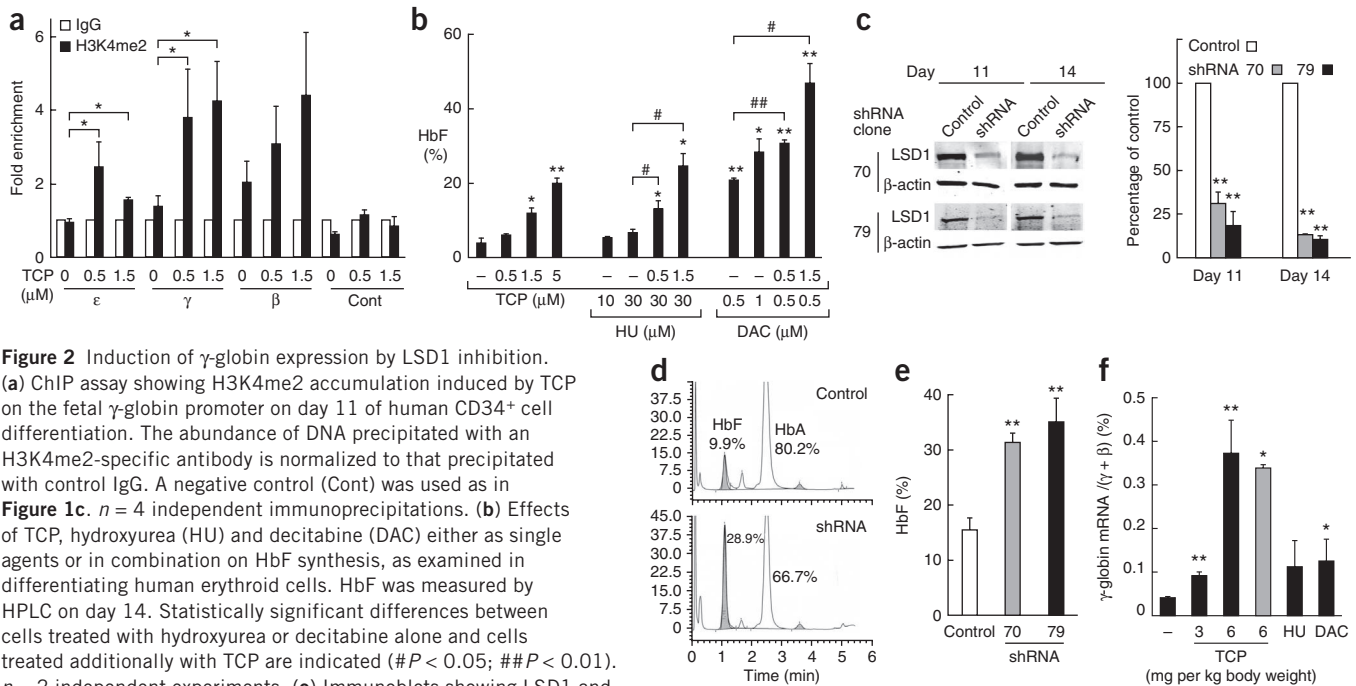 a
IgG
H3K4me2
6
4
2
0
Fold enrichment
* * * *
TCP (μM)
0 0.5 1.5 0 0.5 1.5 0 0.5 1.5 0 0.5 1.5
ε γ β Cont
b
60
40
20
0
HbF (%)
* ** # # * * ## # ** * ** **
– 0.5 1.5 5 – – 0.5 1.5 – – 0.5 1.5
TCP (μM) 10 30 30 30 0.5 1 0.5 0.5
HU (μM) DAC (μM)
c
Day 11 14
shRNA clone
Control shRNA Control shRNA
70 LSD1
β-actin
79 LSD1
β-actin
Control
shRNA 70 79
100
75
50
25
0
Percentage of control
** ** ** **
Day 11 Day 14
Figure 2 Induction of γ-globin expression by LSD1 inhibition.
(a) ChIP assay showing H3K4me2 accumulation induced by TCP
on the fetal γ-globin promoter on day 11 of human CD34+ cell
differentiation. The abundance of DNA precipitated with an
H3K4me2-specific antibody is normalized to that precipitated
with control IgG. A negative control (Cont) was used as in
Figure 1c. n = 4 independent immunoprecipitations. (b) Effects
of TCP, hydroxyurea (HU) and decitabine (DAC) either as single
agents or in combination on HbF synthesis, as examined in
differentiating human erythroid cells. HbF was measured by
HPLC on day 14. Statistically significant differences between
cells treated with hydroxyurea or decitabine alone and cells
treated additionally with TCP are indicated (#P < 0.05; ##P < 0.01).
d
37.5
30.0
22.5
15.0
7.5
0
Control
HbF 9.9%
HbA 80.2%
45.0
37.5
30.0
22.5
15.0
7.5
0
shRNA
28.9%
66.7%
0 1 2 3 4 5 6
Time (min)
e
40
30
20
10
0
HbF (%)
** **
Control 70 79
shRNA
f
0.5
0.4
0.3
0.2
0.1
0
γ-globin mRNA /(γ + β) (%)
** ** * *
– 3 6 6 HU DAC
TCP
(mg per kg body weight)